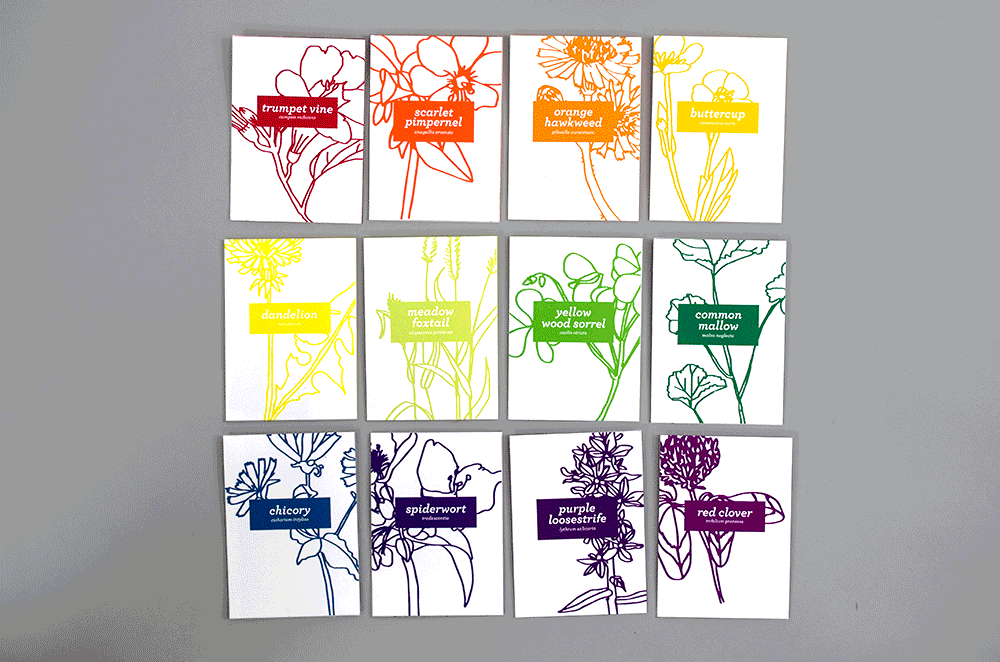 trumpet vine
campsis radicans
scarlet
pimpernel
anagallis arvensis
orange
hawkweed
pilosella aurantiaca
buttercup
dandelion
meadow
foxtail
alopecurus pratensis
yellow
wood sorrel
oxalis stricta
common
mallow
malva neglecta
chicory
cichorium intybus
spiderwort
tradescantia
purple
loosestrife
lythrum salicaria
red clover
trifolium pratense